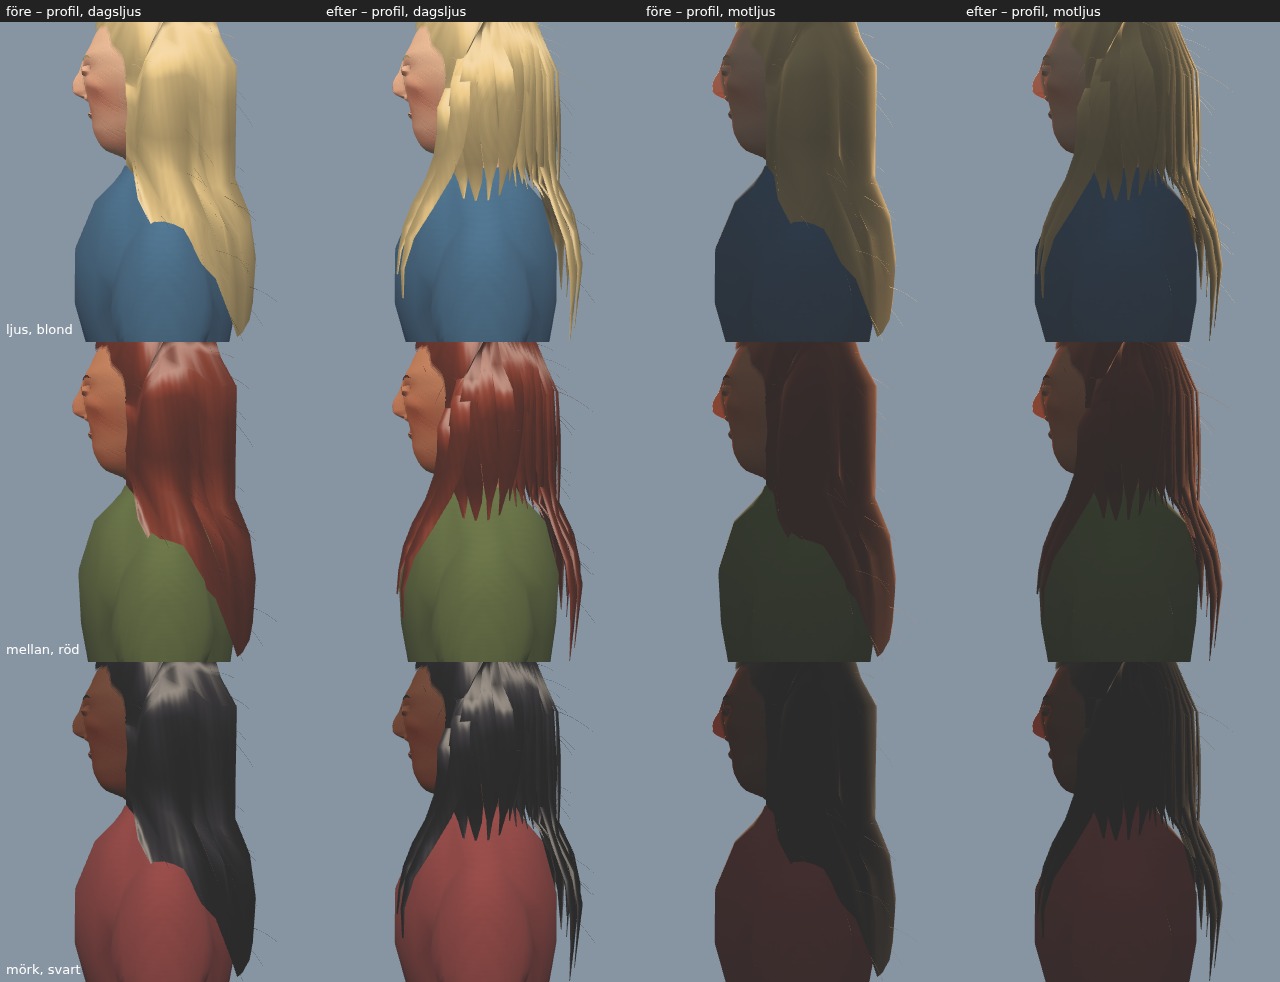 före – profil, dagsljus
efter – profil, dagsljus
före – profil, motljus
efter – profil, motljus
ljus, blond
mellan, röd
mörk, svart